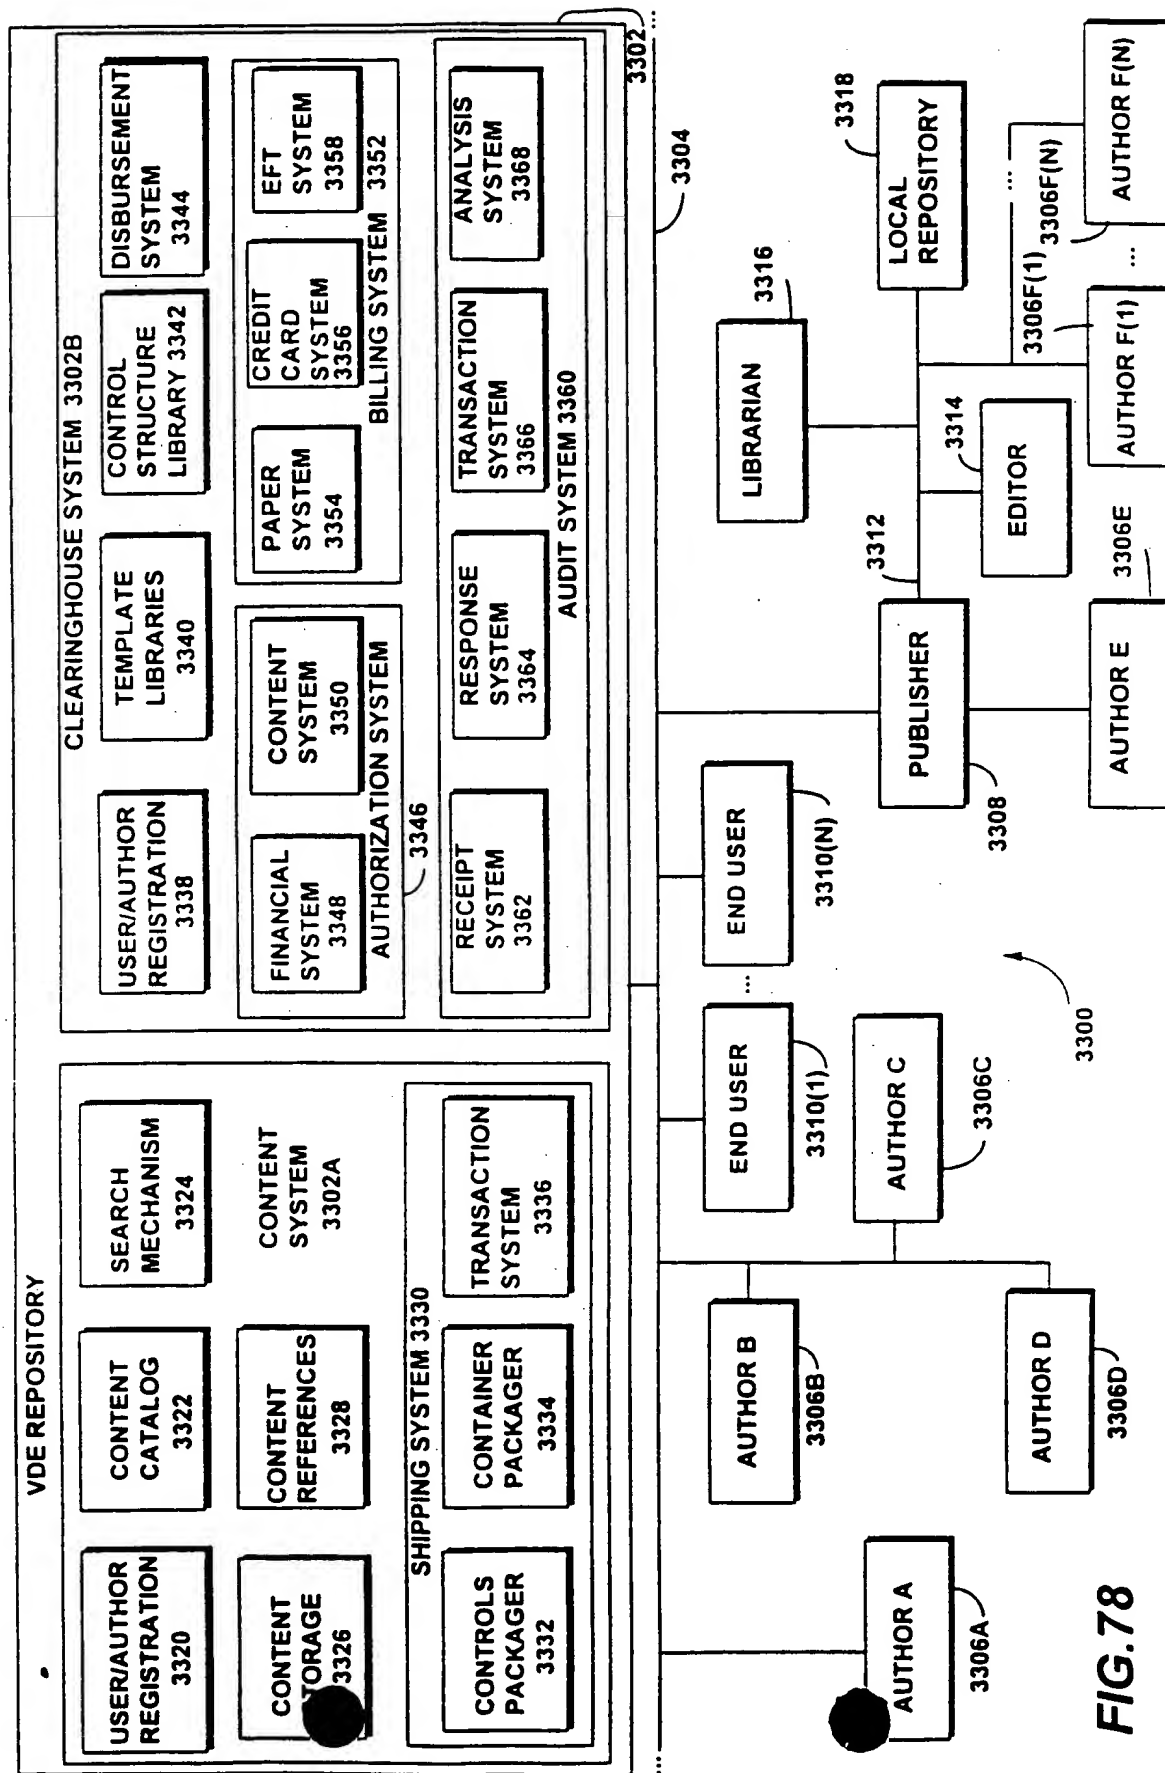 VDE REPOSITORY
USER/AUTHOR
REGISTRATION
3320
CONTENT
CATALOG
3322
SEARCH
MECHANISM
3324
CONTENT
TORAGE
3326
CONTENT
REFERENCES
3328
CONTENT
SYSTEM
3302A
SHIPPING SYSTEM 3330
CONTROLS
PACKAGER
3332
CONTAINER
PACKAGER
3334
TRANSACTION
SYSTEM
3336
CLEARINGHOUSE SYSTEM 3302B
USER/AUTHOR
REGISTRATION
3338
TEMPLATE
LIBRARIES
3340
CONTROL
STRUCTURE
LIBRARY 3342
DISBURSEMENT
SYSTEM
3344
FINANCIAL
SYSTEM
3348
CONTENT
SYSTEM
3350
AUTHORIZATION SYSTEM
3346
PAPER
SYSTEM
3354
CREDIT
CARD
SYSTEM
3356
EFT
SYSTEM
3358
BILLING SYSTEM 3352
RECEIPT
SYSTEM
3362
RESPONSE
SYSTEM
3364
TRANSACTION
SYSTEM
3366
ANALYSIS
SYSTEM
3368
AUDIT SYSTEM 3360
3302
...
...
3304
AUTHOR A
3306A
AUTHOR B
3306B
AUTHOR C
3306C
AUTHOR D
3306D
END USER
3310(1)
...
END USER
3310(N)
3300
PUBLISHER
3308
3312
LIBRARIAN
3316
EDITOR
3314
LOCAL
REPOSITORY
3318
AUTHOR E
3306E
3306F(1)
AUTHOR F(1)
...
...
3306F(N)
AUTHOR F(N)
FIG.78